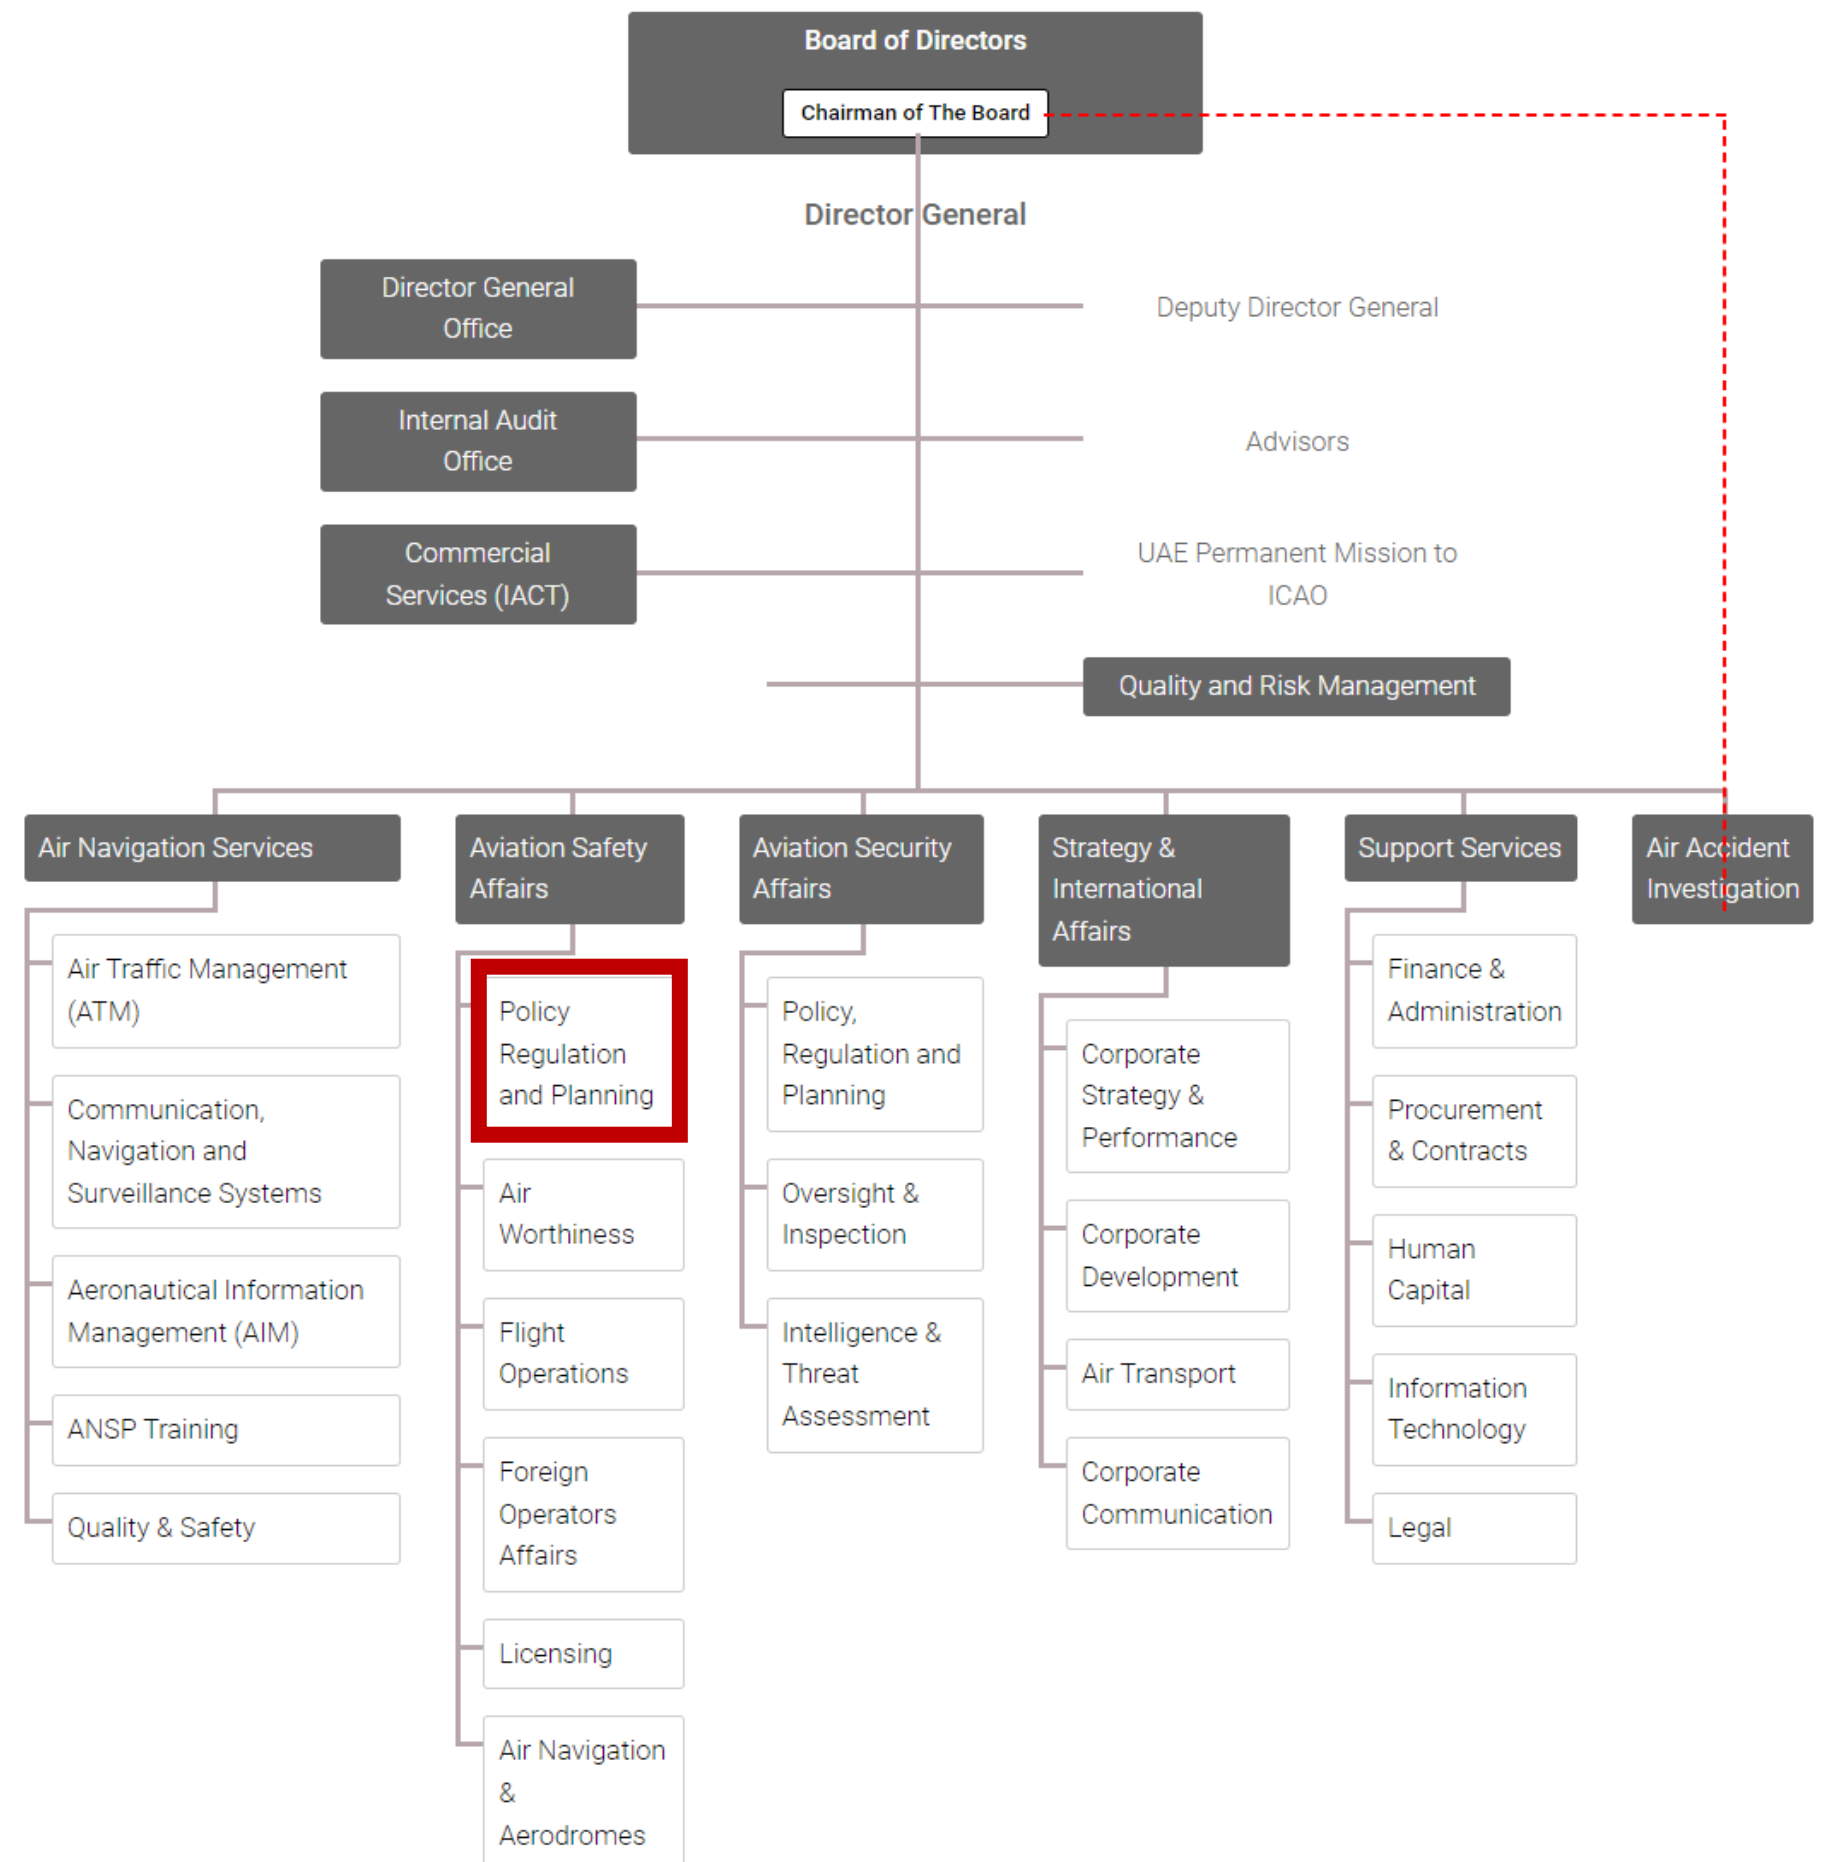 Board of Directors
Chairman of The Board
Director General
Director General
Office
Deputy Director General
Internal Audit
Office
Advisors
Commercial
Services (IACT)
UAE Permanent Mission to
ICAO
Quality and Risk Management
Air Navigation Services
Air Traffic Management
(ATM)
Communication,
Navigation and
Surveillance Systems
Aeronautical Information
Management (AIM)
ANSP Training
Quality & Safety
Aviation Safety
Affairs
Policy
Regulation
and Planning
Air
Worthiness
Flight
Operations
Foreign
Operators
Affairs
Licensing
Air Navigation
&
Aerodromes
Aviation Security
Affairs
Policy,
Regulation and
Planning
Oversight &
Inspection
Intelligence &
Threat
Assessment
Strategy &
International
Affairs
Corporate
Strategy &
Performance
Corporate
Development
Air Transport
Corporate
Communication
Support Services
Finance &
Administration
Procurement
& Contracts
Human
Capital
Information
Technology
Legal
Air Accident
Investigation